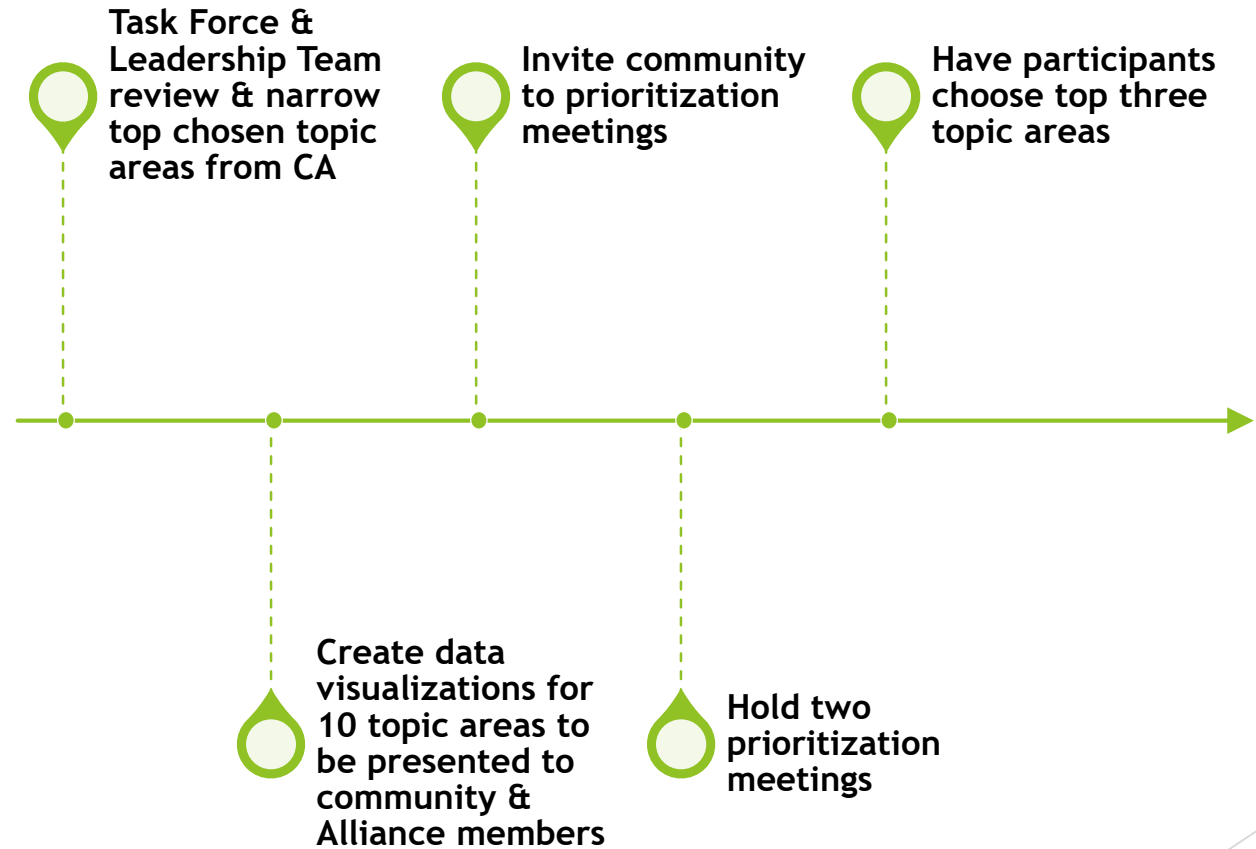 Task Force &
Leadership Team
review & narrow
top chosen topic
areas from CA
Create data
visualizations for
10 topic areas to
be presented to
community &
Alliance members
Invite community
to prioritization
meetings
Hold two
prioritization
meetings
Have participants
choose top three
topic areas